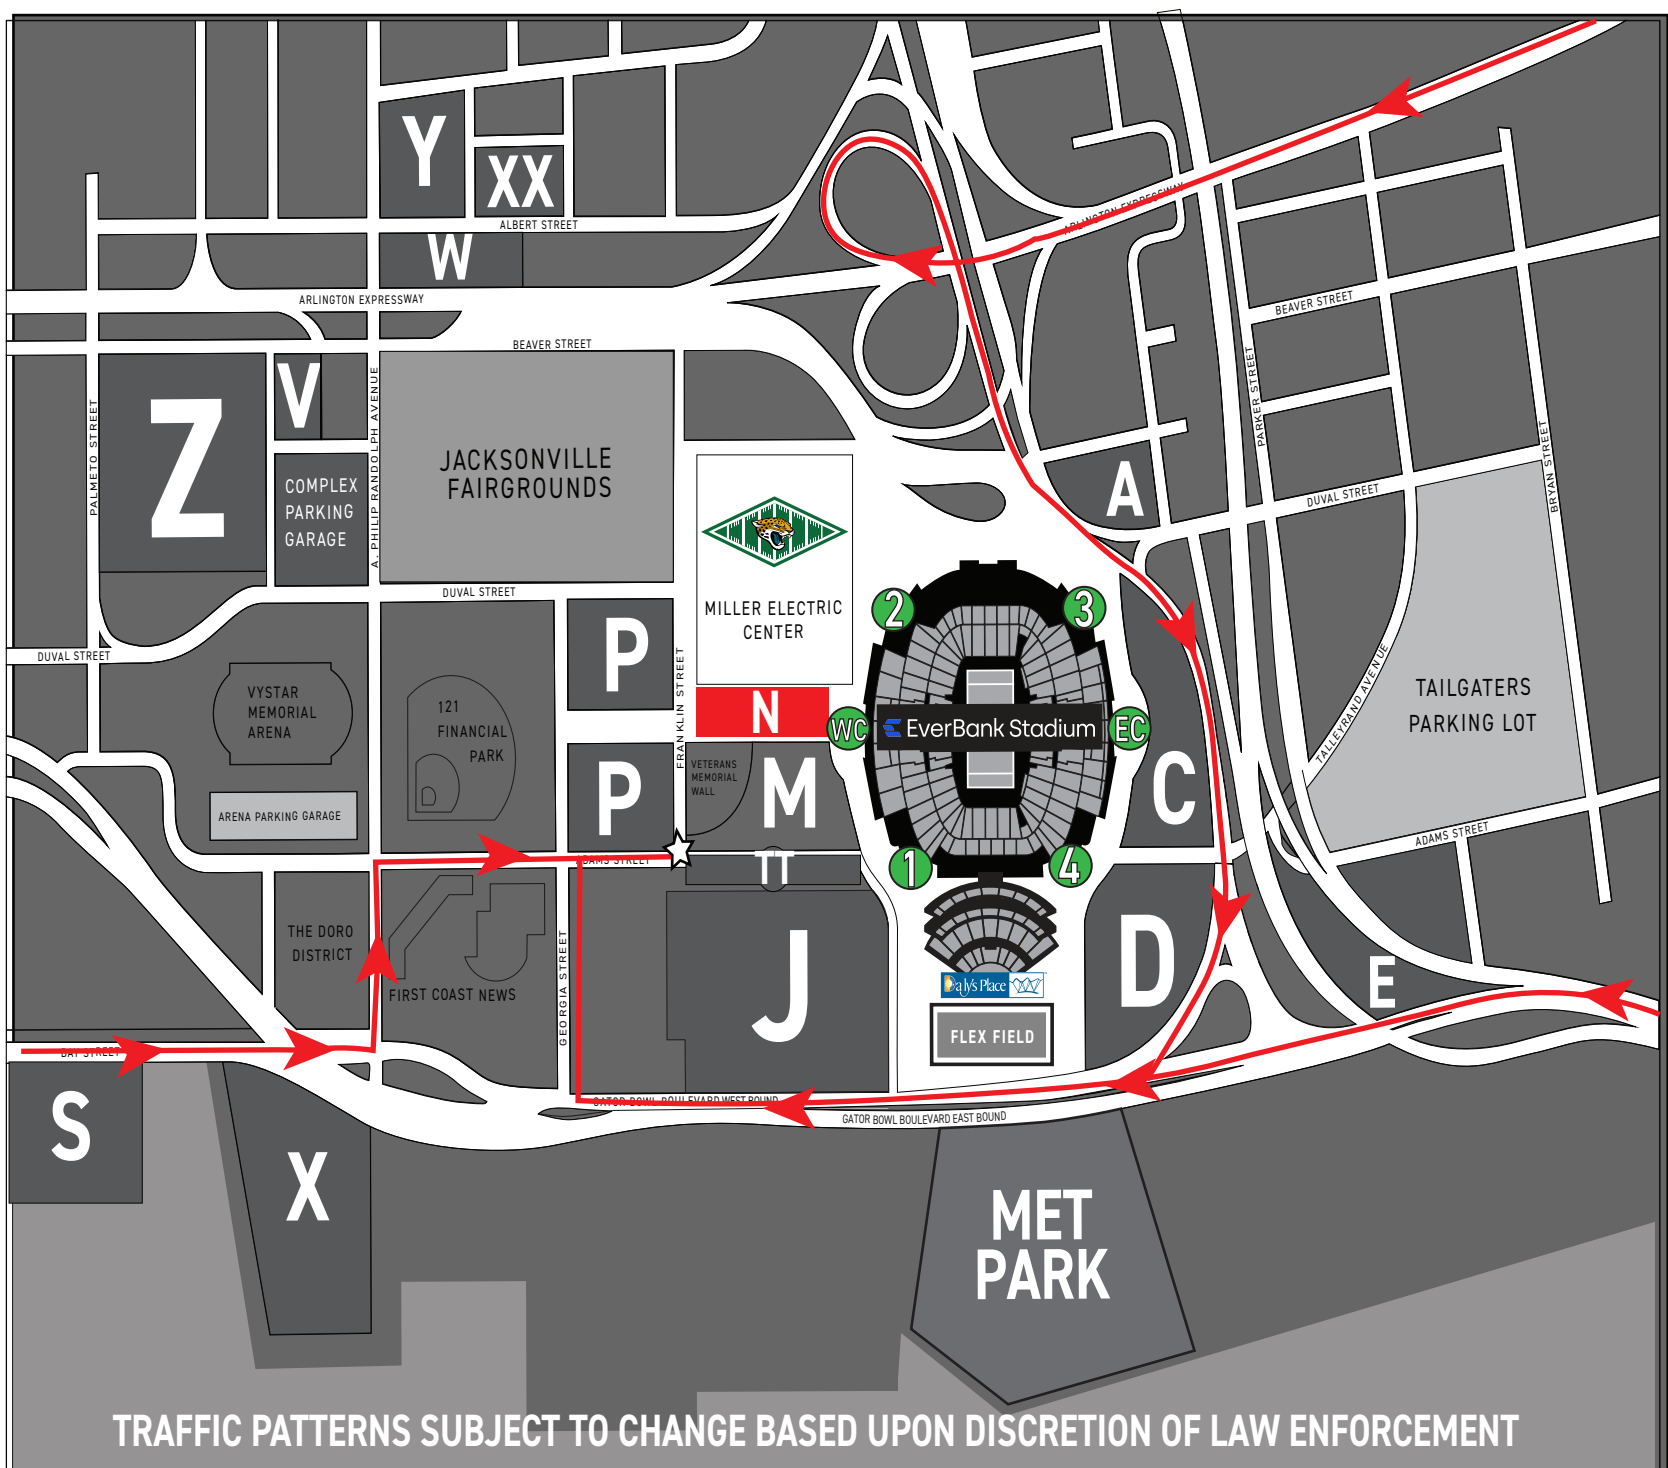 Y
XX
ALBERT STREET
W
ARLINGTON EXPRESSWAY
ARLINGTON EXPRESSWAY
BEAVER STREET
BEAVER STREET
PALMETO STREET
Z
V
A. PHILIP RANDOLPH AVENUE
COMPLEX
PARKING
GARAGE
JACKSONVILLE
FAIRGROUNDS
PARKER STREET
A
DUVAL STREET
BRYAN STREET
MILLER ELECTRIC
CENTER
DUVAL STREET
DUVAL STREET
2
3
P
FRANKLIN STREET
N
WC
EverBank Stadium
EC
VYSTAR
MEMORIAL
ARENA
121
FINANCIAL
PARK
TALLEYRAND AVENUE
TAILGATERS
PARKING LOT
P
VETERANS
MEMORIAL
WALL
M
C
ARENA PARKING GARAGE
ADAMS STREET
ADAMS STREET
TT
1
4
THE DORO
DISTRICT
FIRST COAST NEWS
GEORGIA STREET
J
Daily's Place
FLEX FIELD
D
E
DAY STREET
GATOR BOWL BOULEVARD WEST BOUND
GATOR BOWL BOULEVARD EAST BOUND
S
X
MET
PARK
TRAFFIC PATTERNS SUBJECT TO CHANGE BASED UPON DISCRETION OF LAW ENFORCEMENT